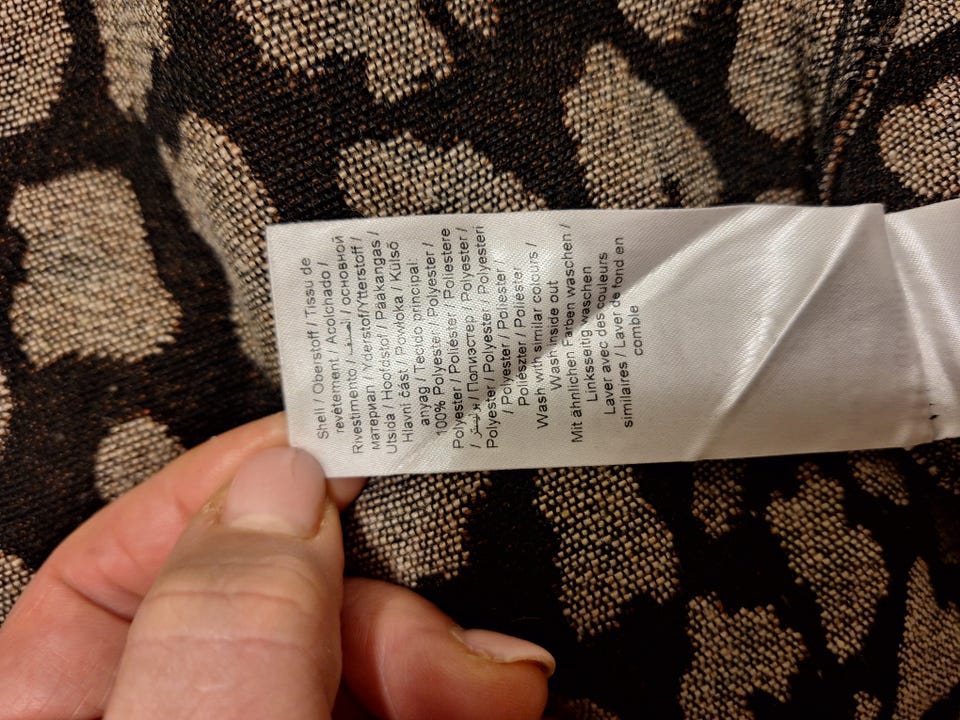 Shell / Oberstoff / Tissu de
revêtement / Acolchado /
Rivestimento / / основной
материал / Yderstof/Ytterstoff /
Utsida / Hoofdstof / Pääkangas /
Hlavní část / Powłoka / Külső
anyag / Tecido principal:
100% Polyester / Polyester /
Polyester / Poliéster / Poliestere
/ / Полиэстер / Polyester /
Polyester / Polyester / Polyesteri
/ Polyester / Poliester /
Poliészter / Poliéster
Wash with similar colours /
Wash inside out
Mit ähnlichen Farben waschen /
Linksseitig waschen
Laver avec des couleurs
similaires / Laver de fond en
comble